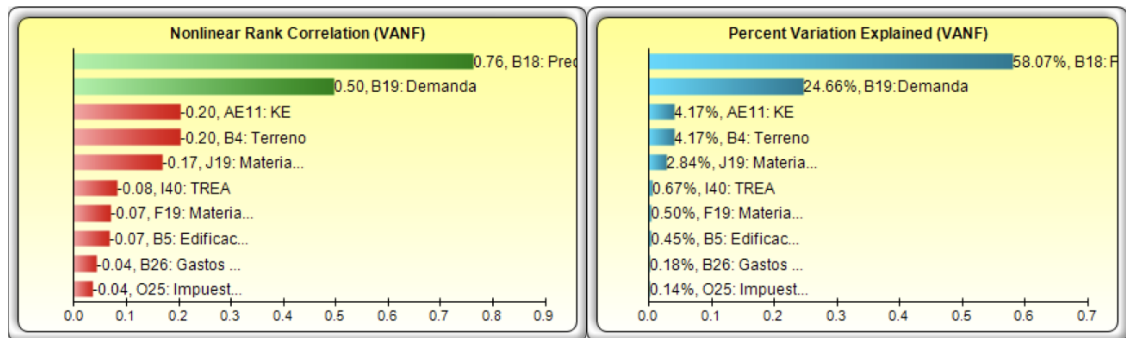 Nonlinear Rank Correlation (VANF)
0.76, B18: Prec
0.50, B19: Demanda
-0.20, AE11: KE
-0.20, B4: Terreno
-0.17, J19: Materia...
-0.08, I40: TREA
-0.07, F19: Materia...
-0.07, B5: Edificac...
-0.04, B26: Gastos ...
-0.04, O25: Impuest...
0.0 0.1 0.2 0.3 0.4 0.5 0.6 0.7 0.8 0.9
Percent Variation Explained (VANF)
58.07%, B18: P
24.66%, B19: Demanda
4.17%, AE11: KE
4.17%, B4: Terreno
2.84%, J19: Materia...
0.67%, I40: TREA
0.50%, F19: Materia...
0.45%, B5: Edificac...
0.18%, B26: Gastos ...
0.14%, O25: Impuest...
0.0 0.1 0.2 0.3 0.4 0.5 0.6 0.7